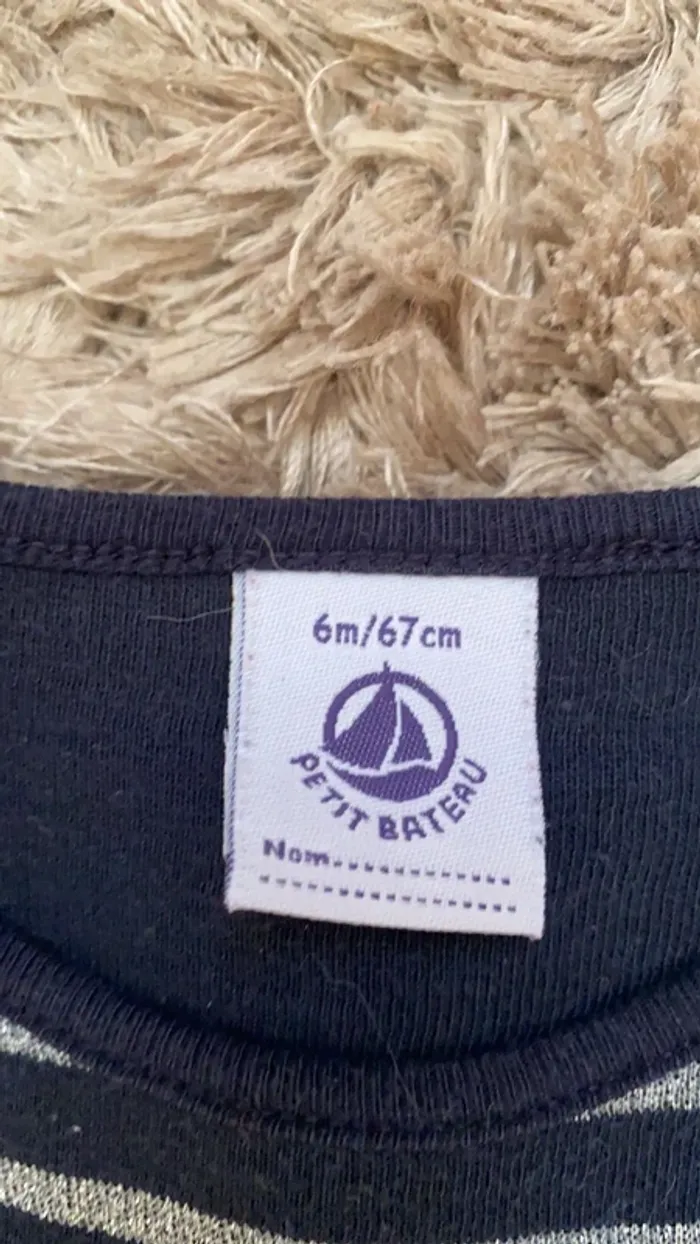 6m/67cm
PETIT BATEAU
Nom..............
....................